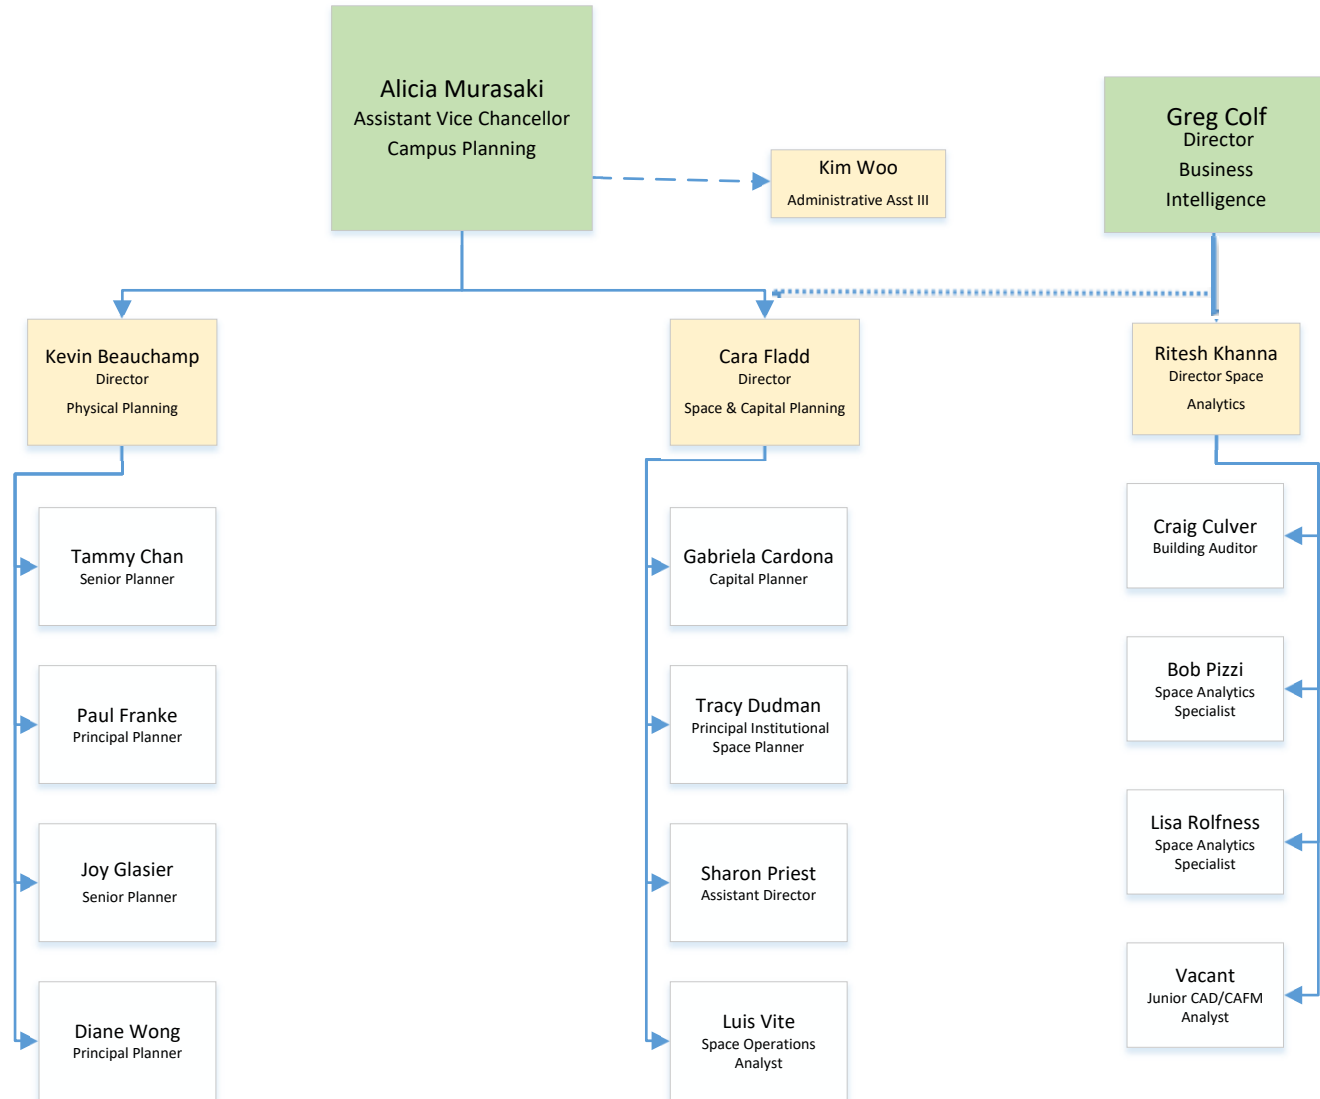 Alicia Murasaki
Assistant Vice Chancellor
Campus Planning
Kim Woo
Administrative Asst III
Greg Colf
Director
Business
Intelligence
Kevin Beauchamp
Director
Physical Planning
Cara Fladd
Director
Space & Capital Planning
Ritesh Khanna
Director Space
Analytics
Tammy Chan
Senior Planner
Paul Franke
Principal Planner
Joy Glasier
Senior Planner
Diane Wong
Principal Planner
Gabriela Cardona
Capital Planner
Tracy Dudman
Principal Institutional
Space Planner
Sharon Priest
Assistant Director
Luis Vite
Space Operations
Analyst
Craig Culver
Building Auditor
Bob Pizzi
Space Analytics
Specialist
Lisa Rolfness
Space Analytics
Specialist
Vacant
Junior CAD/CAFM
Analyst